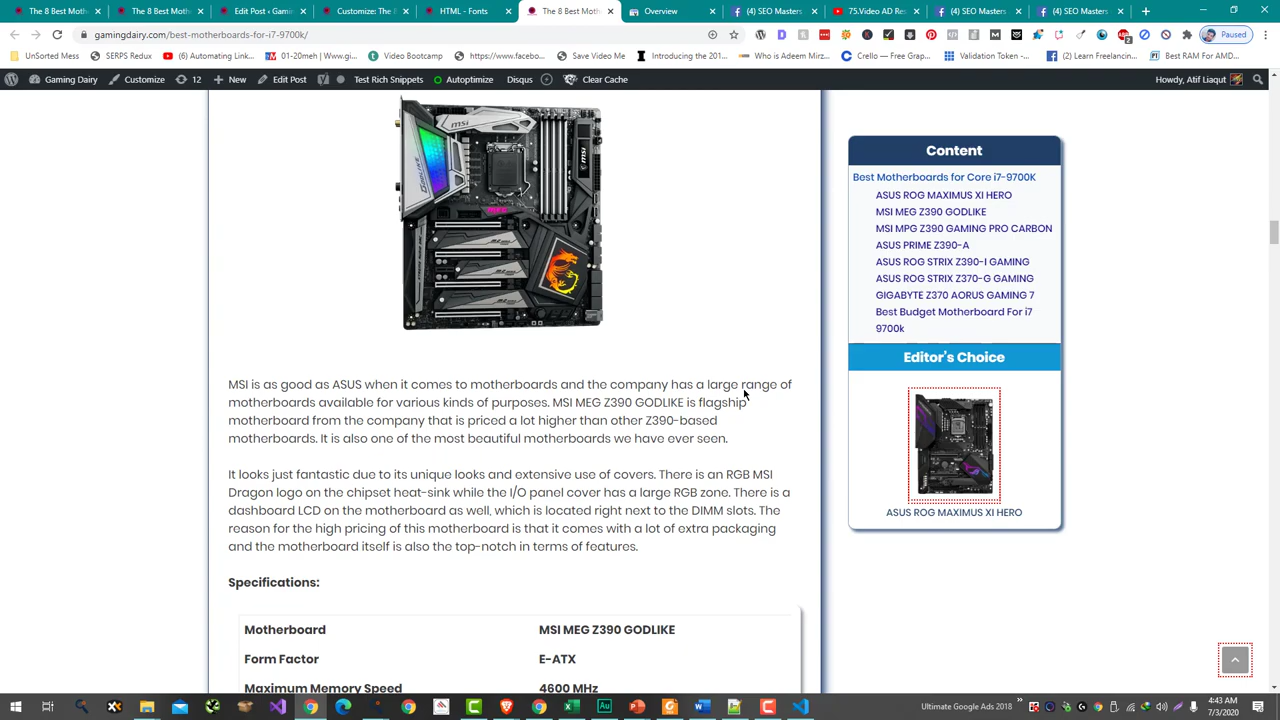 The 8 Best Moth
The 8 Best Mothe
Edit Post ‹ Gamin
Customize: The 8
HTML - Fonts
The 8 Best Moth
Overview
(4) SEO Masters
75.Video AD Res
(4) SEO Masters
(4) SEO Masters
gamingdairy.com/best-motherboards-for-i7-9700k/
Paused
UnSorted Mess
SERPS Redux
(6) Automating Link...
01-20meh | Www.gi...
Video Bootcamp
https://www.facebo...
Save Video Me
Introducing the 201...
Who is Adeem Mirz...
Crello — Free Grap...
Validation Token -...
(2) Learn Freelancin...
Best RAM For AMD...
Gaming Dairy
Customize
12
New
Edit Post
Test Rich Snippets
Autoptimize
Disqus
Clear Cache
Howdy, Atif Liaqut
msi
Content
Best Motherboards for Core i7-9700K
ASUS ROG MAXIMUS XI HERO
MSI MEG Z390 GODLIKE
MSI MPG Z390 GAMING PRO CARBON
ASUS PRIME Z390-A
ASUS ROG STRIX Z390-I GAMING
ASUS ROG STRIX Z370-G GAMING
GIGABYTE Z370 AORUS GAMING 7
Best Budget Motherboard For i7
9700k
Editor's Choice
ASUS ROG MAXIMUS XI HERO
MSI is as good as ASUS when it comes to motherboards and the company has a large range of
motherboards available for various kinds of purposes. MSI MEG Z390 GODLIKE is flagship
motherboard from the company that is priced a lot higher than other Z390-based
motherboards. It is also one of the most beautiful motherboards we have ever seen.
It looks just fantastic due to its unique looks and extensive use of covers. There is an RGB MSI
Dragon logo on the chipset heat-sink while the I/O panel cover has a large RGB zone. There is a
dashboard LCD on the motherboard as well, which is located right next to the DIMM slots. The
reason for the high pricing of this motherboard is that it comes with a lot of extra packaging
and the motherboard itself is also the top-notch in terms of features.
Specifications:
Motherboard MSI MEG Z390 GODLIKE
Form Factor E-ATX
Maximum Memory Speed 4600 MHz
Ultimate Google Ads 2018
4:43 AM
7/3/2020